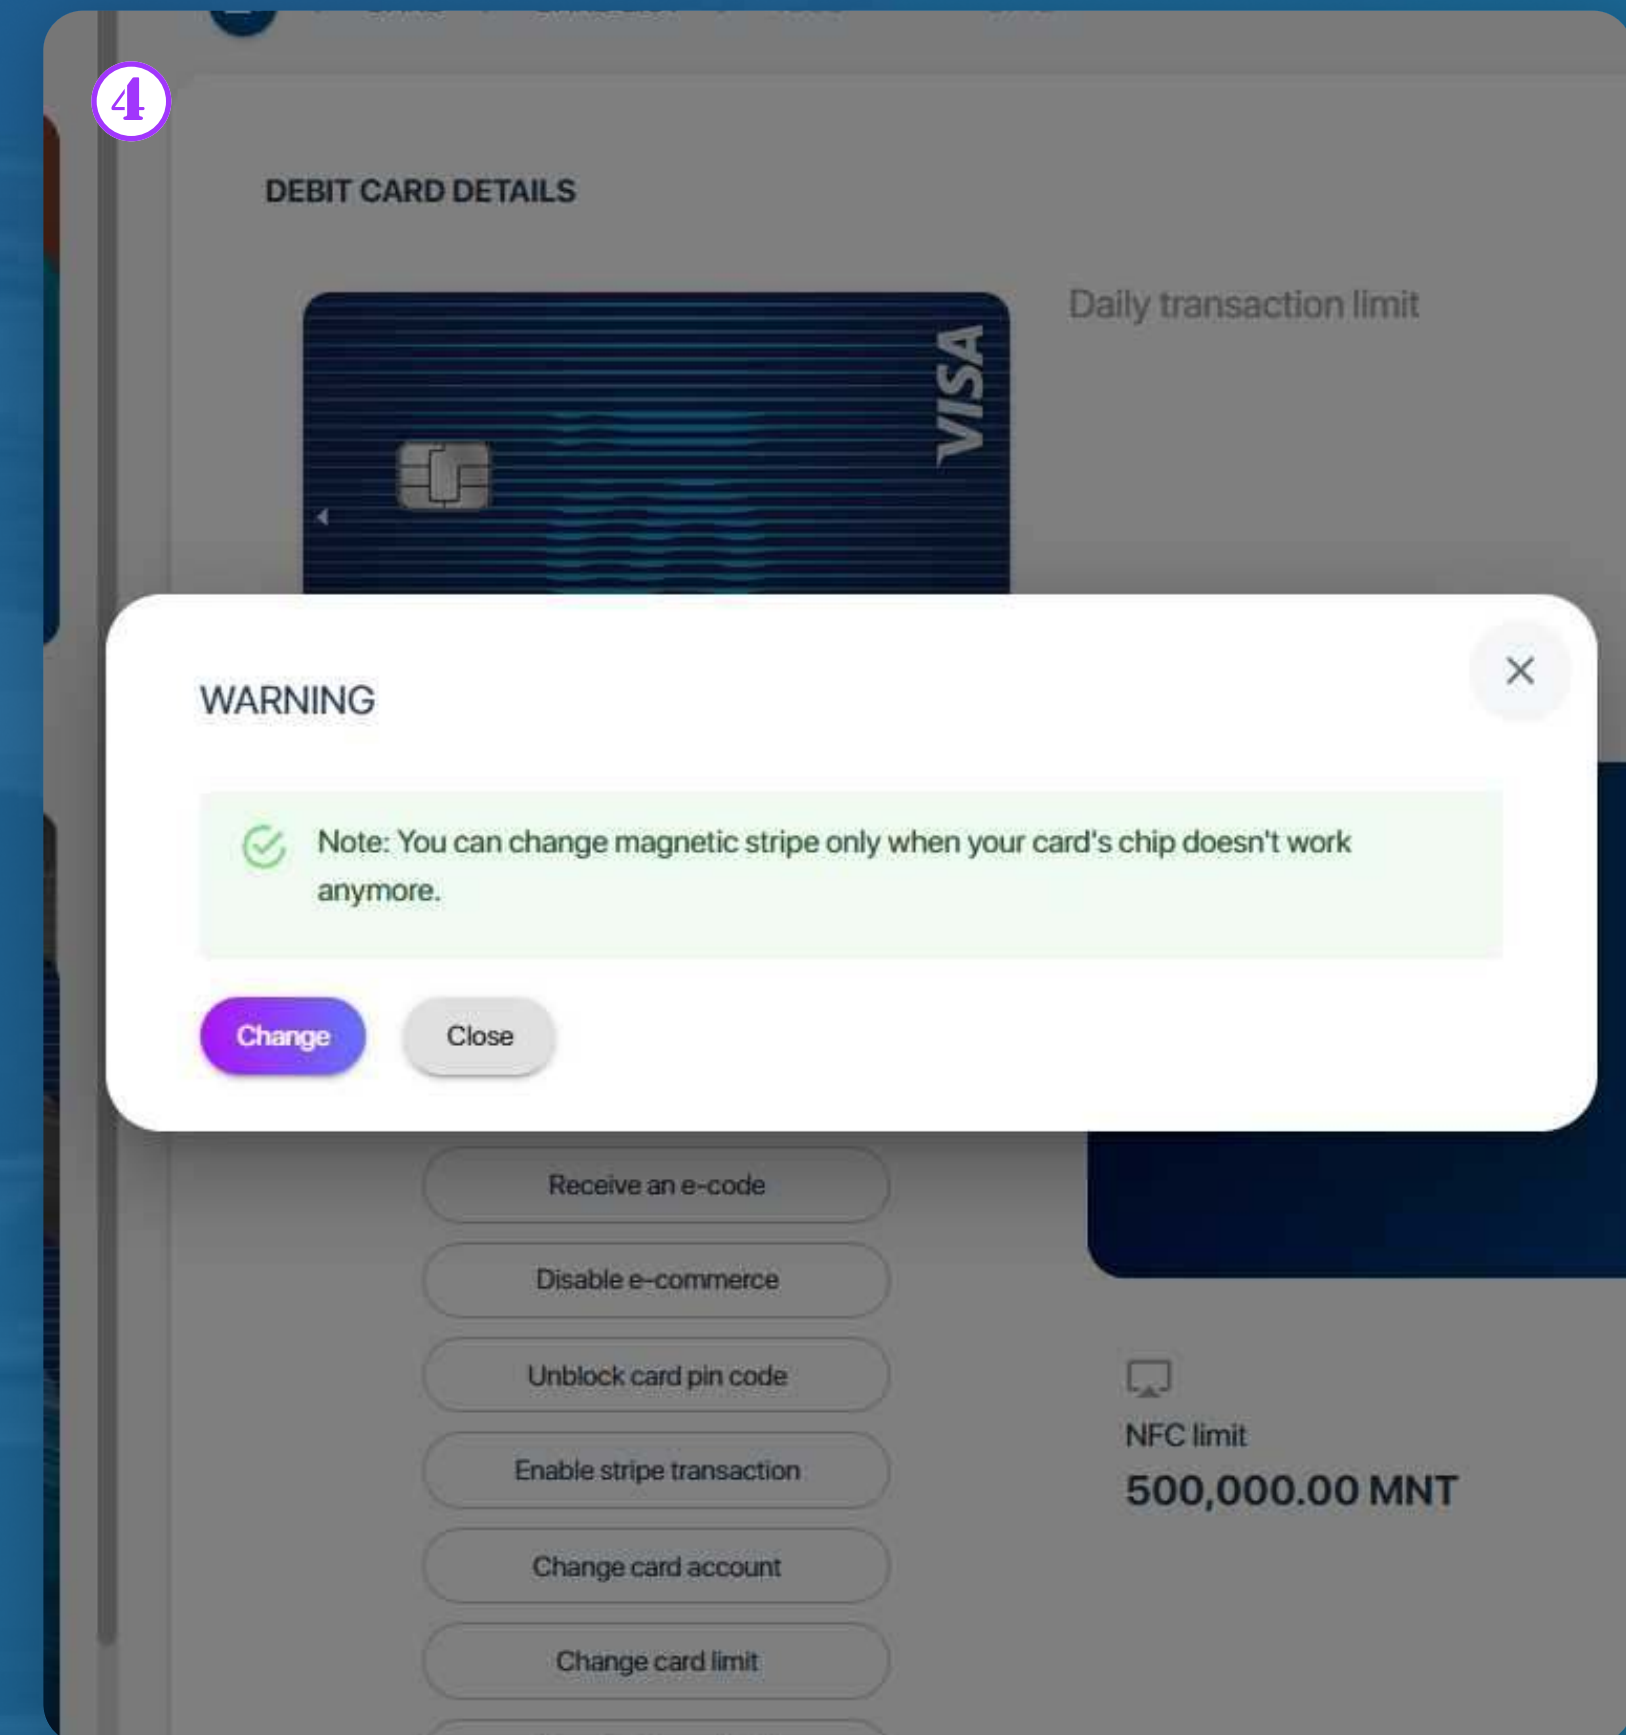 4
DEBIT CARD DETAILS
Daily transaction limit
VISA
WARNING
Note: You can change magnetic stripe only when your card's chip doesn't work
anymore.
Change
Close
Receive an e-code
Disable e-commerce
Unblock card pin code
Enable stripe transaction
Change card account
Change card limit
NFC limit
500,000.00 MNT